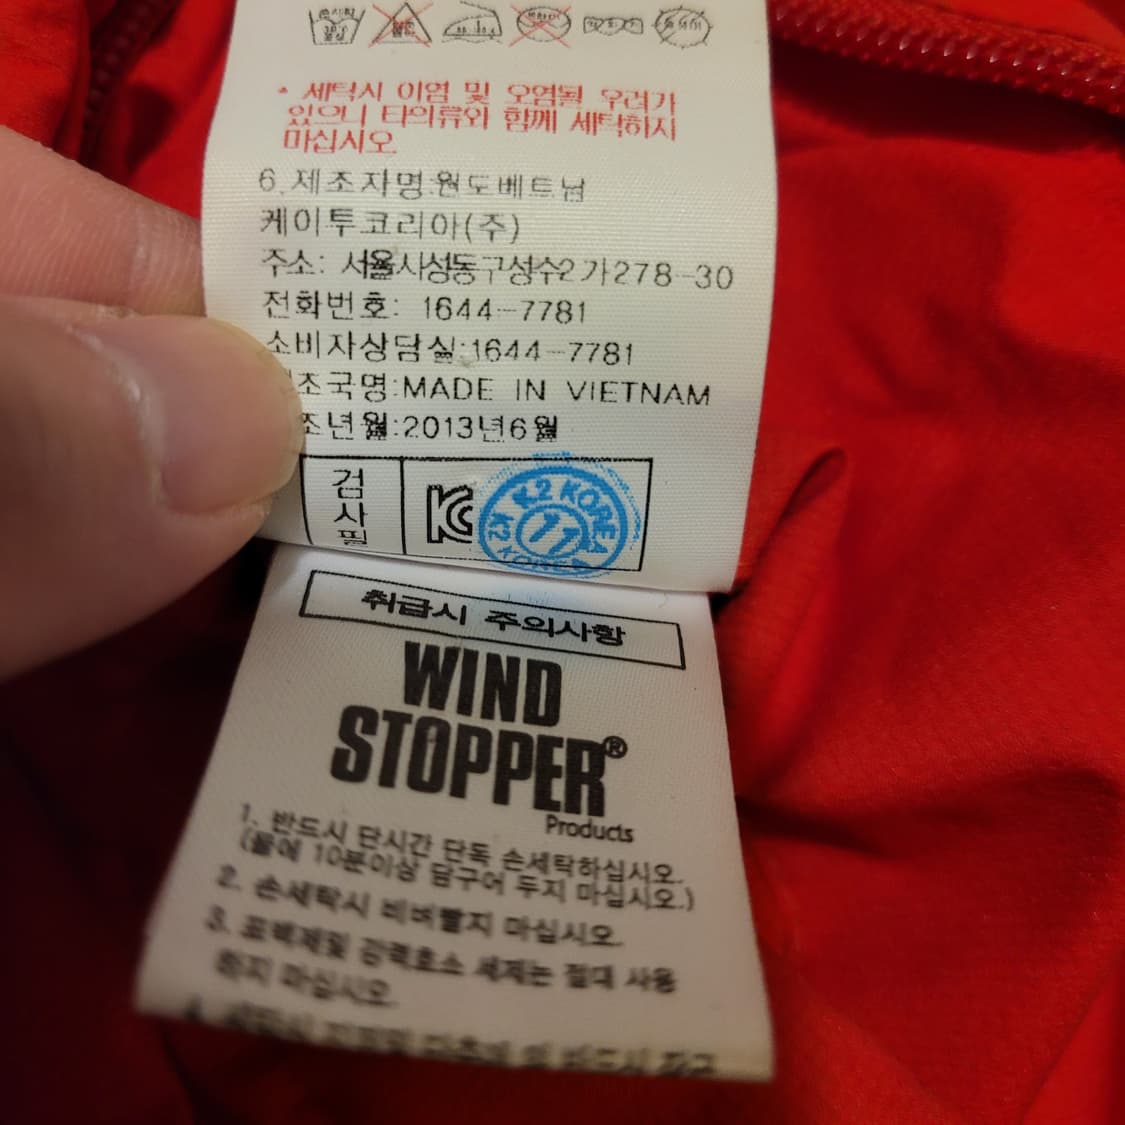 * 세탁시 이염 및 오염될 우려가
있으니 타의류와 함께 세탁하지
마십시오.
6.제조자명:원도베트남
케이투코리아(주)
주소: 서울시성동구성수2가278-30
전화번호: 1644-7781
소비자상담실:1644-7781
조국명:MADE IN VIETNAM
조년월:2013년6월
검사필
KC
K2 KOREA
11
K2 KOREA
취급시 주의사항
WIND
STOPPER®
Products
1. 반드시 단시간 단독 손세탁하십시오.
(물에 10분이상 담구어 두지 마십시오.)
2. 손세탁시 비벼빨지 마십시오.
3. 표백제및 강력효소 세제는 절대 사용
하지 마십시오.